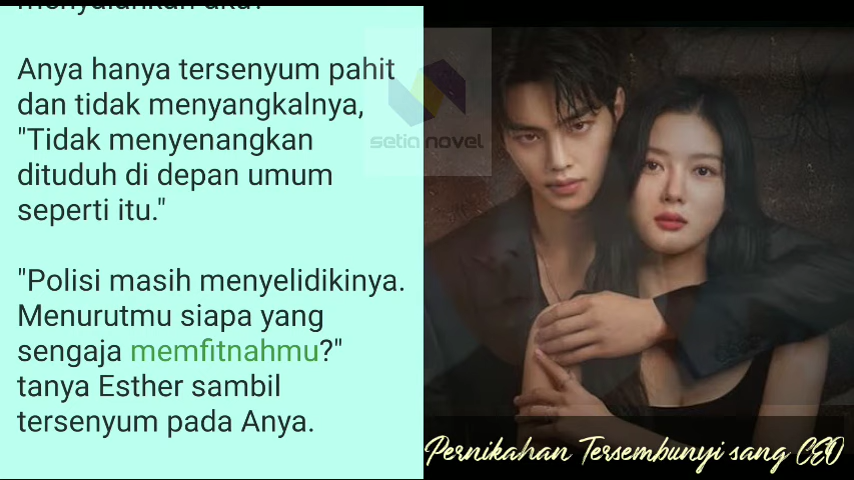 Anya hanya tersenyum pahit
dan tidak menyangkalnya,
"Tidak menyenangkan
dituduh di depan umum
seperti itu."
"Polisi masih menyelidikinya.
Menurutmu siapa yang
sengaja memfitnahmu?"
tanya Esther sambil
tersenyum pada Anya.
setia novel
Pernikahan Tersembunyi sang CEO